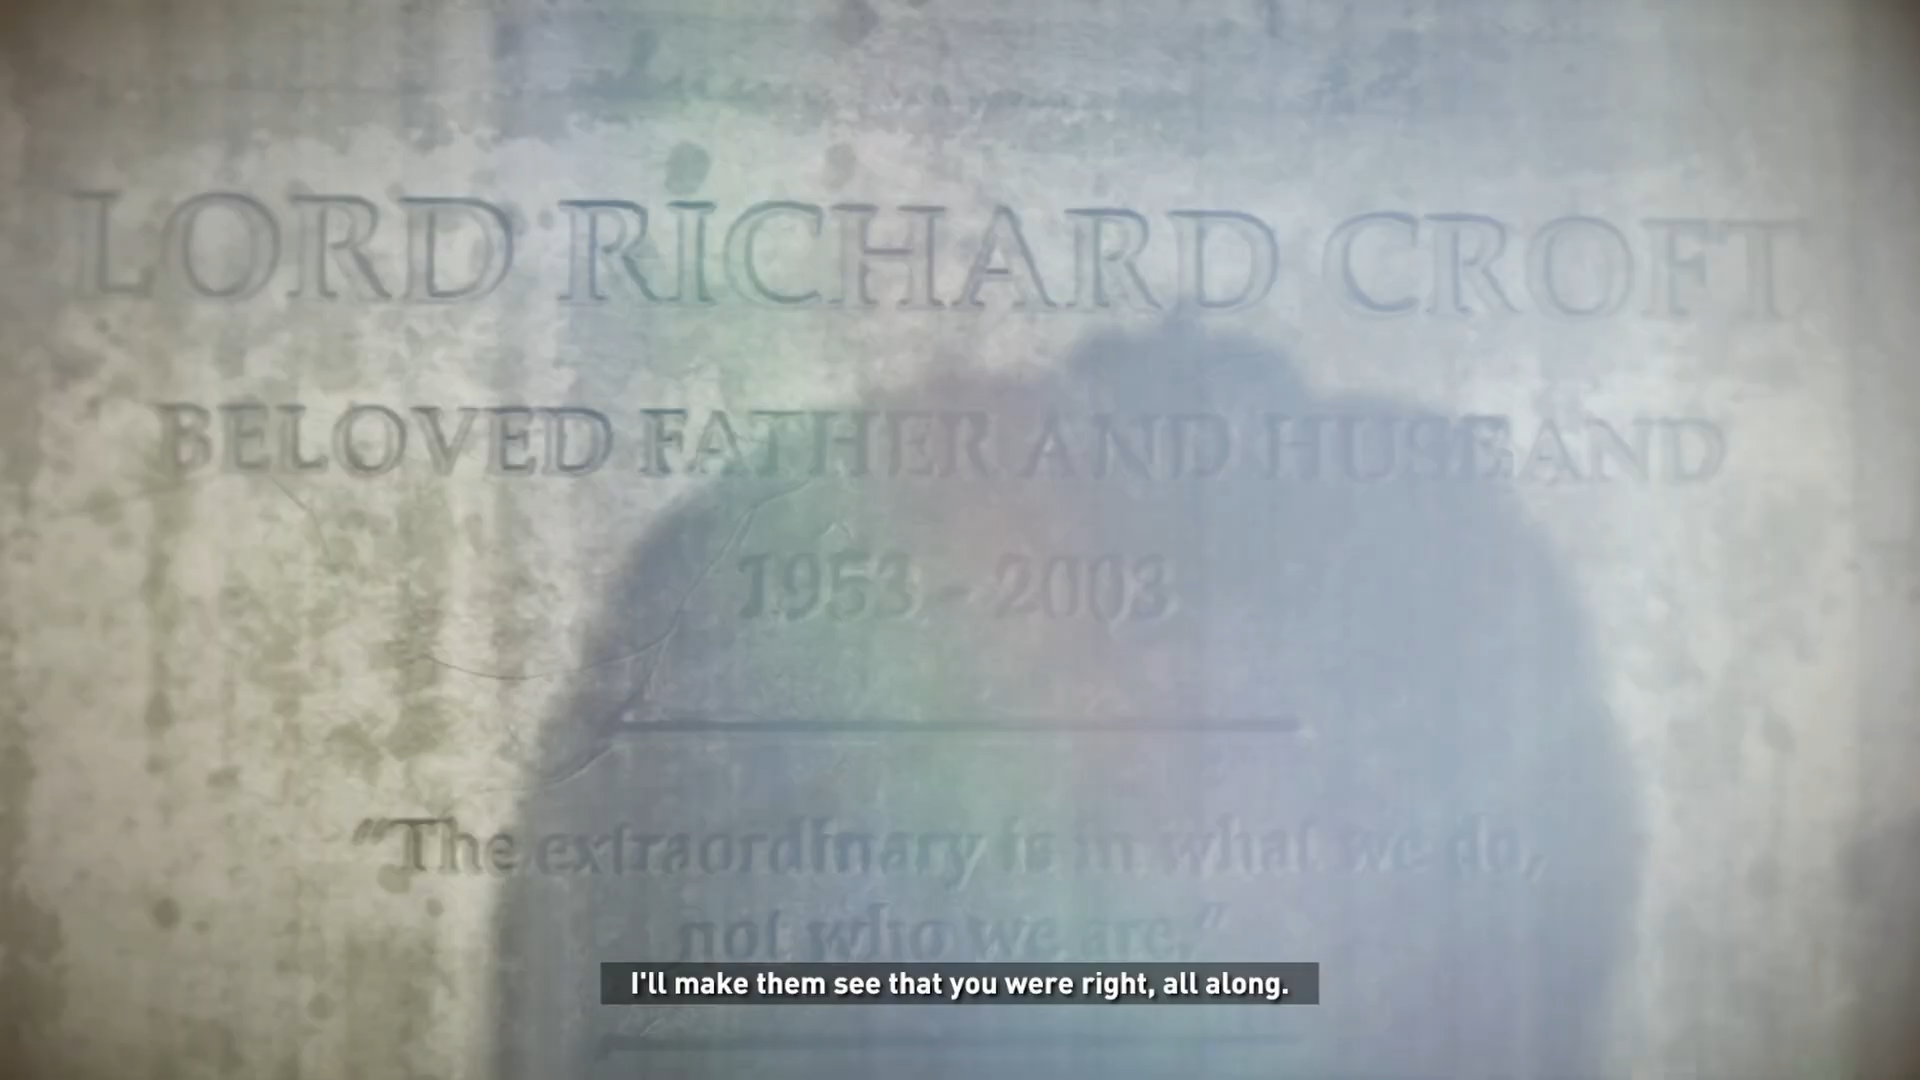 LORD RICHARD CROFT
BELOVED FATHER AND HUSBAND
1953 - 2003
"The extraordinary is in what we do,
not who we are."
I'll make them see that you were right, all along.